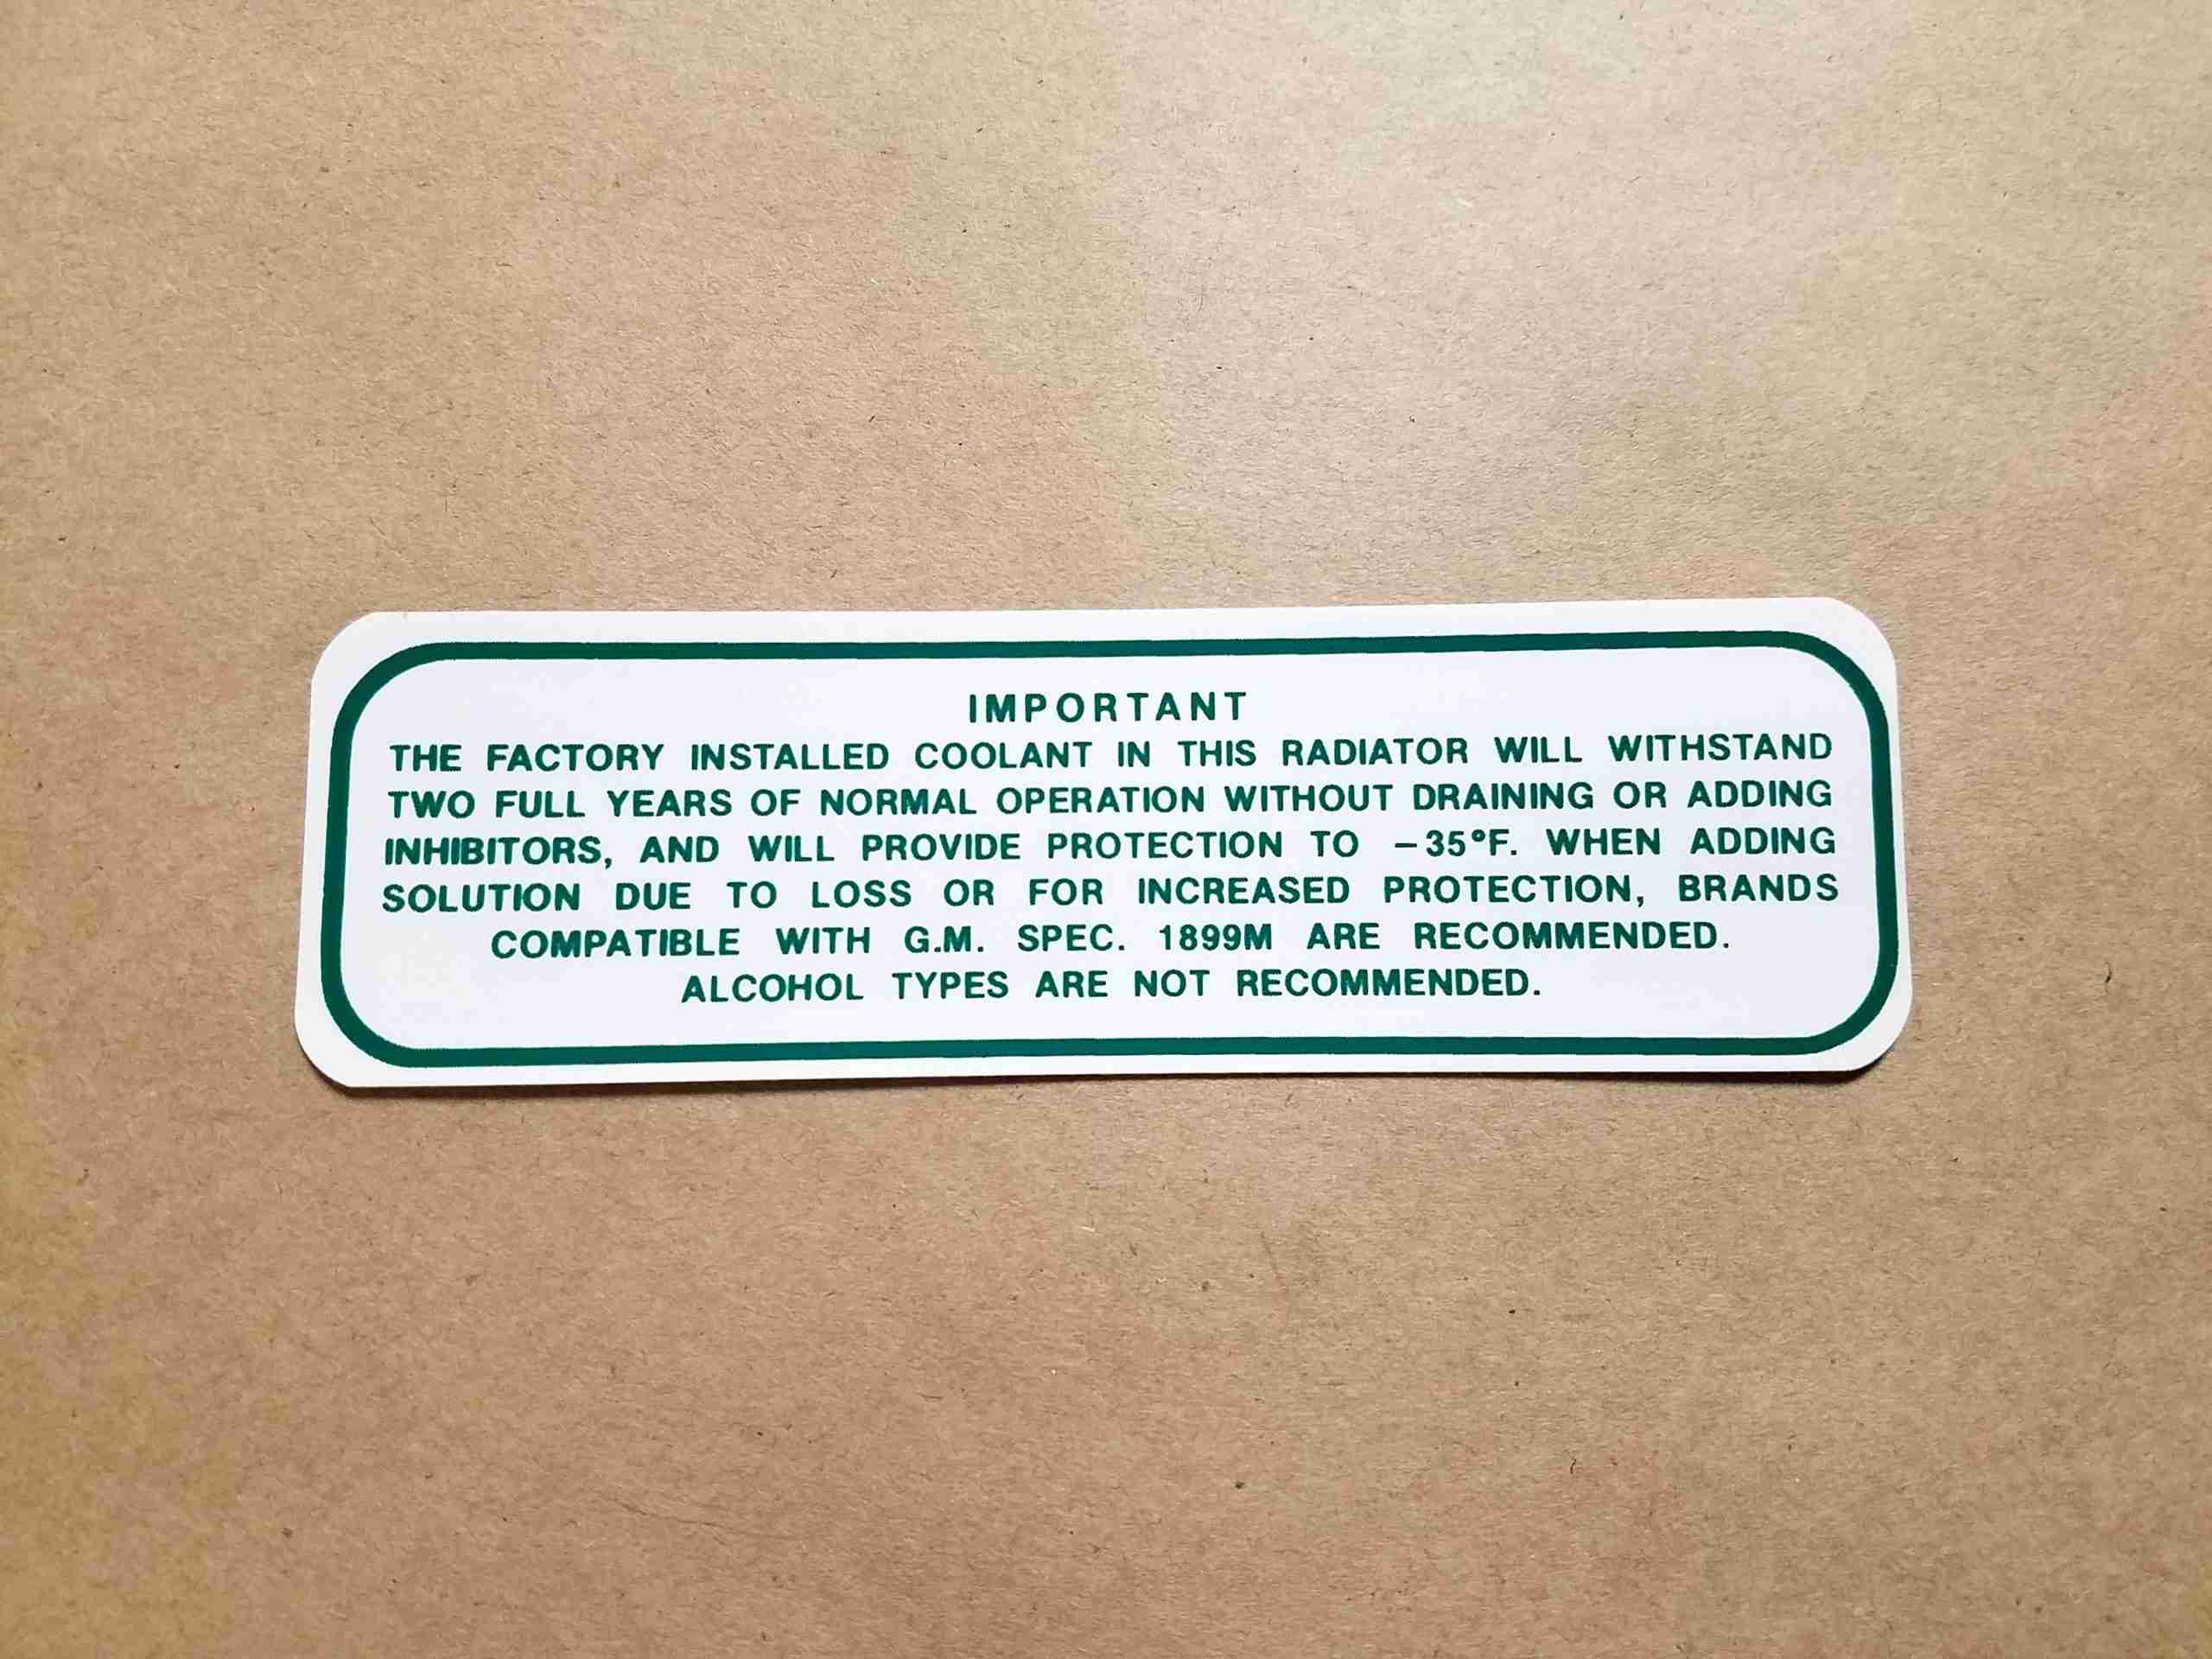 IMPORTANT
THE FACTORY INSTALLED COOLANT IN THIS RADIATOR WILL WITHSTAND
TWO FULL YEARS OF NORMAL OPERATION WITHOUT DRAINING OR ADDING
INHIBITORS, AND WILL PROVIDE PROTECTION TO −35°F. WHEN ADDING
SOLUTION DUE TO LOSS OR FOR INCREASED PROTECTION, BRANDS
COMPATIBLE WITH G.M. SPEC. 1899M ARE RECOMMENDED.
ALCOHOL TYPES ARE NOT RECOMMENDED.